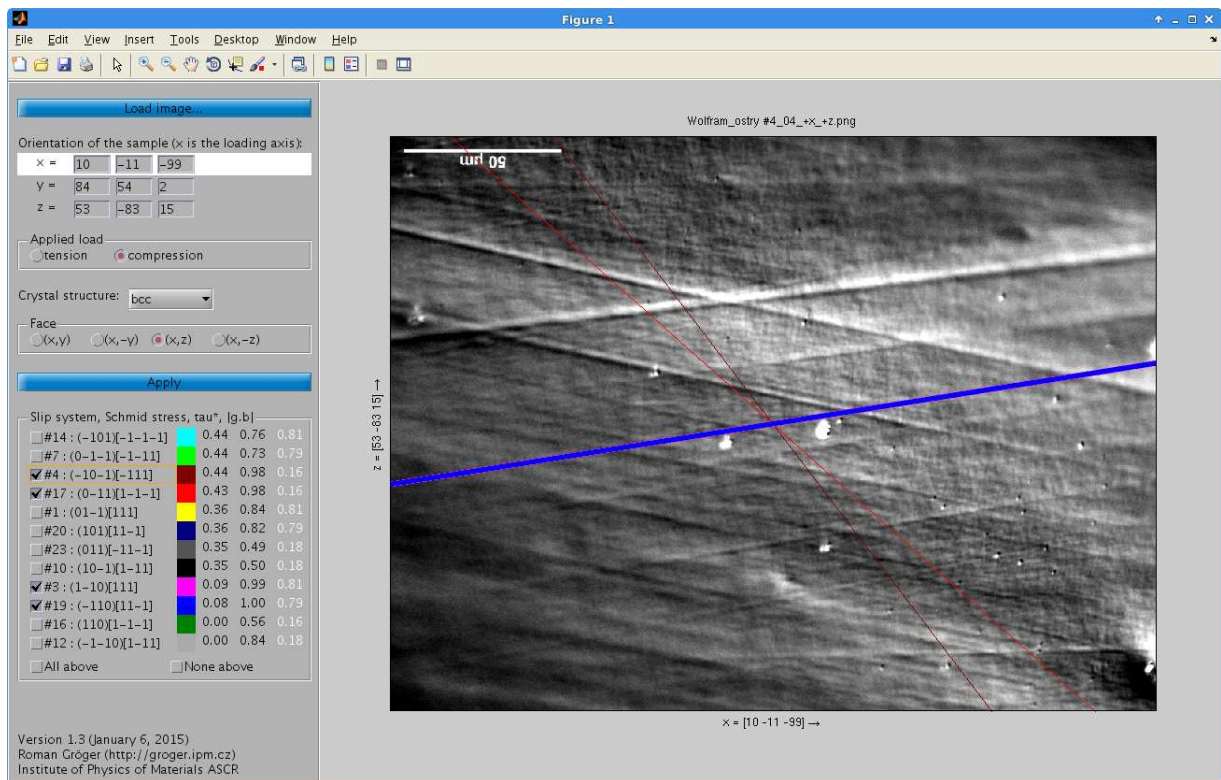 Figure 1
File Edit View Insert Tools Desktop Window Help
Load image...
Orientation of the sample (x is the loading axis):
x = 10 -11 -99
y = 84 54 2
z = 53 -83 15
Applied load
tension compression
Crystal structure: bcc
Face
(x,y) (x,-y) (x,z) (x,-z)
Apply
Slip system, Schmid stress, tau*, |g.b|
#14 : (-101)[-1-1-1] 0.44 0.76 0.81
#7 : (0-1-1)[-1-11] 0.44 0.73 0.79
#4 : (-10-1)[-111] 0.44 0.98 0.16
#17 : (0-11)[1-1-1] 0.43 0.98 0.16
#1 : (01-1)[111] 0.36 0.84 0.81
#20 : (101)[11-1] 0.36 0.82 0.79
#23 : (011)[-11-1] 0.35 0.49 0.18
#10 : (10-1)[1-11] 0.35 0.50 0.18
#3 : (1-10)[111] 0.09 0.99 0.81
#19 : (-110)[11-1] 0.08 1.00 0.79
#16 : (110)[1-1-1] 0.00 0.56 0.16
#12 : (-1-10)[1-11] 0.00 0.84 0.18
All above None above
Version 1.3 (January 6, 2015)
Roman Gröger (http://groger.ipm.cz)
Institute of Physics of Materials ASCR
Wolfram_ostry #4_04_+x_+z.png
50 µm
z = [53 -83 15] →
x = [10 -11 -99] →